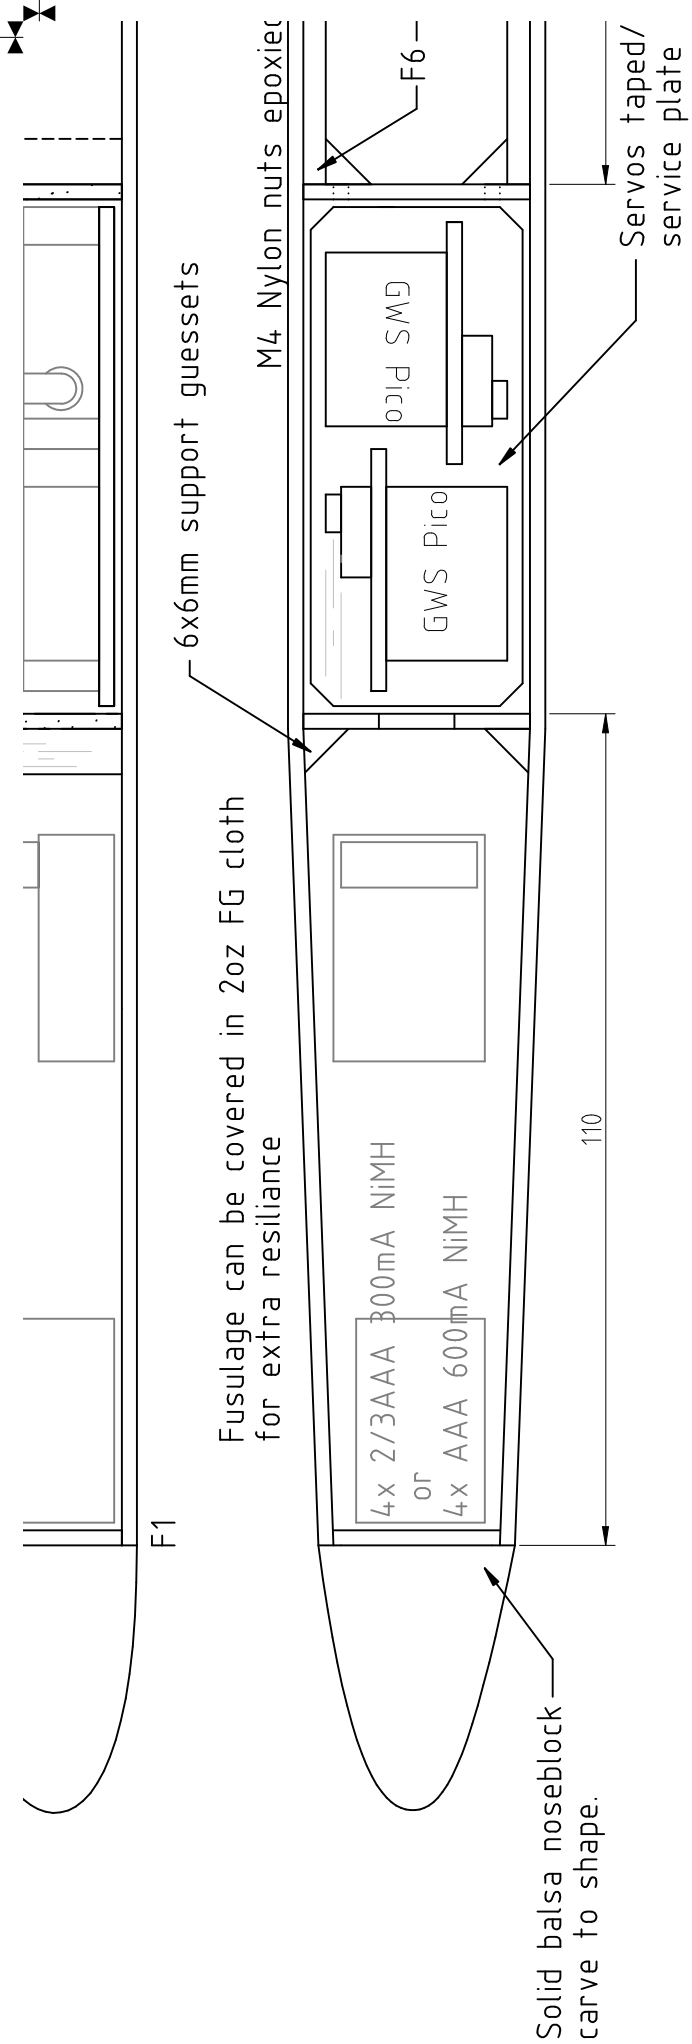 M4 Nylon nuts epoxied
F6
Servos taped/
service plate
6x6mm support guessets
GWS Pico
GWS Pico
Fusulage can be covered in 2oz FG cloth
for extra resiliance
110
4x 2/3AAA 300mA NiMH
or
4x AAA 600mA NiMH
F1
Solid balsa noseblock
carve to shape.